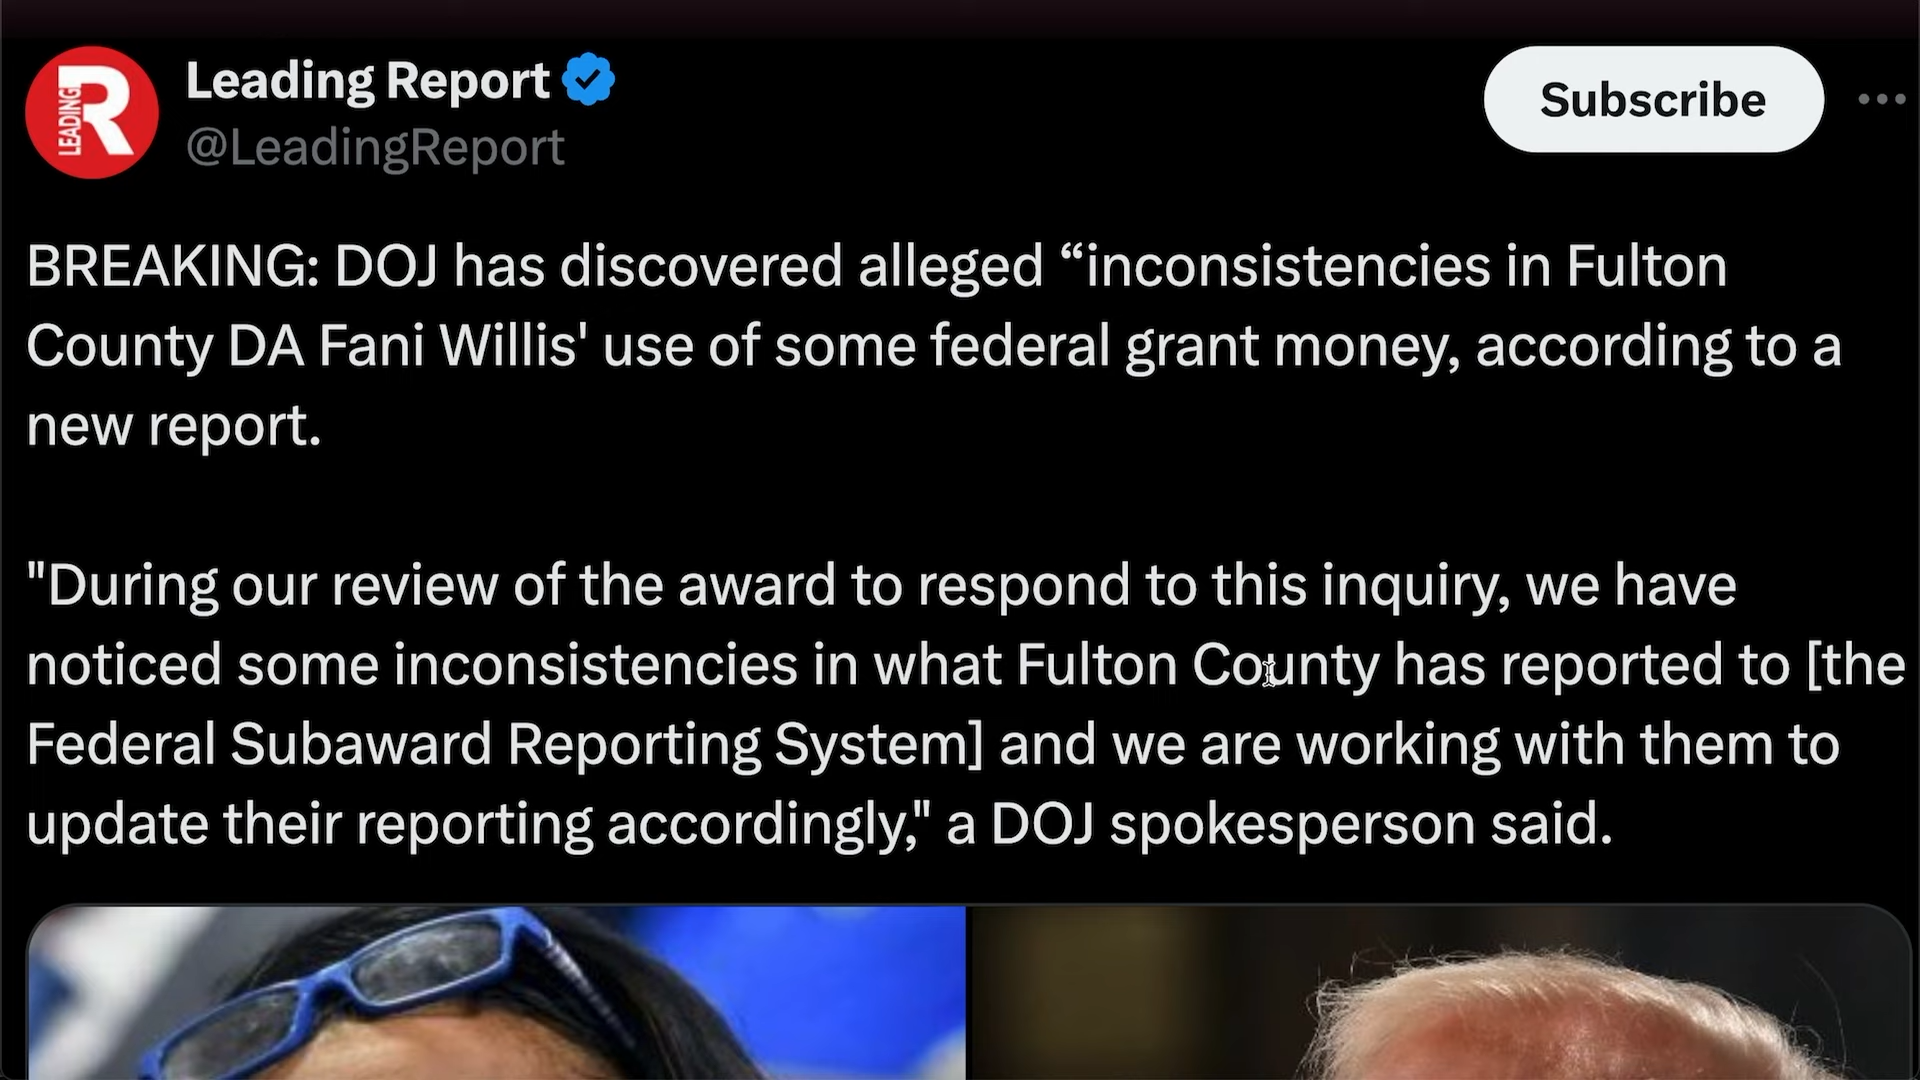 LEADING R
Leading Report
@LeadingReport
Subscribe
BREAKING: DOJ has discovered alleged “inconsistencies in Fulton
County DA Fani Willis' use of some federal grant money, according to a
new report.
"During our review of the award to respond to this inquiry, we have
noticed some inconsistencies in what Fulton County has reported to [the
Federal Subaward Reporting System] and we are working with them to
update their reporting accordingly," a DOJ spokesperson said.